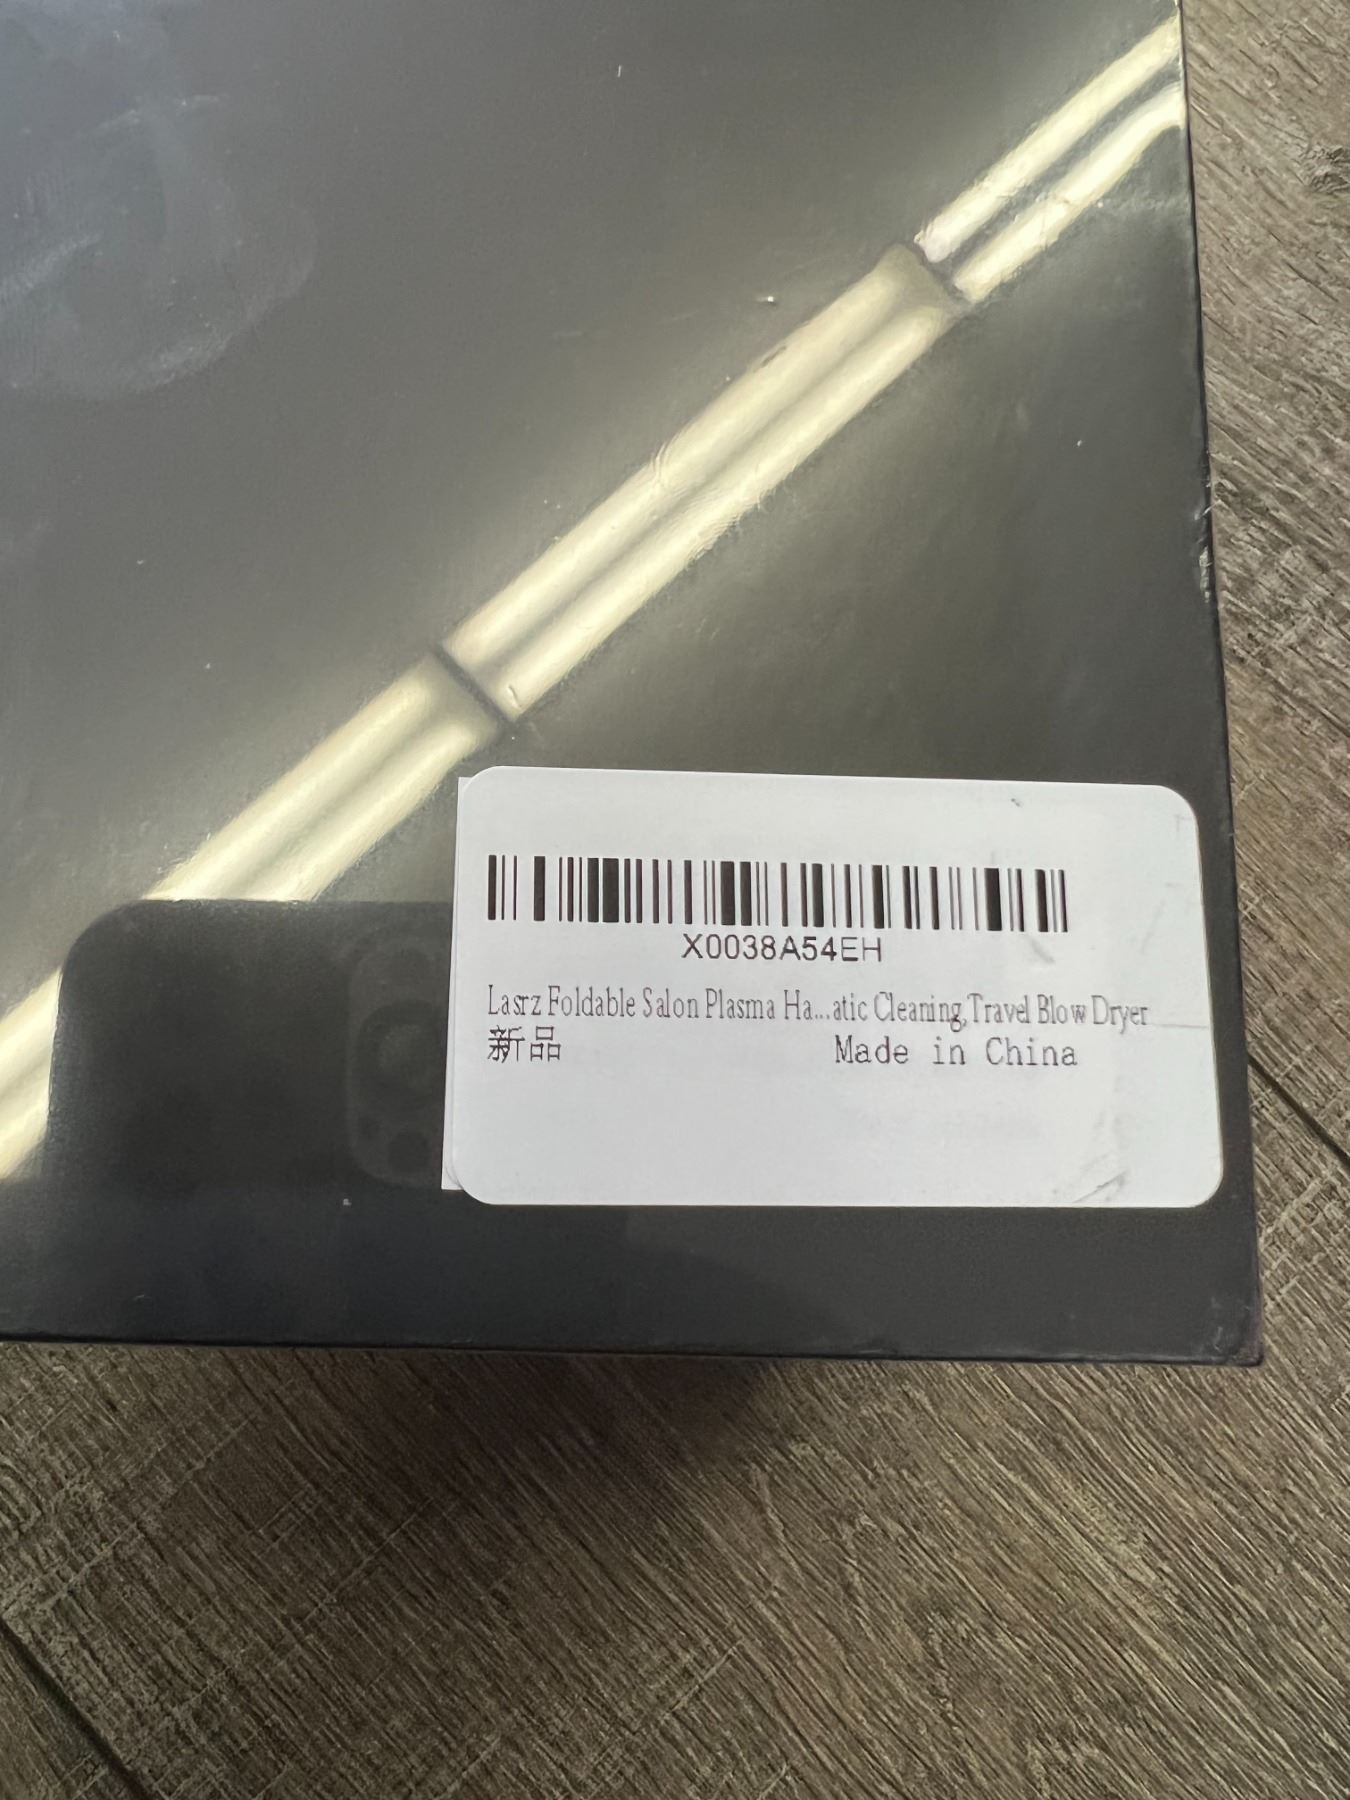 X0038A54EH
Lasrz Foldable Salon Plasma Ha...atic Cleaning,Travel Blow Dryer
新品 Made in China